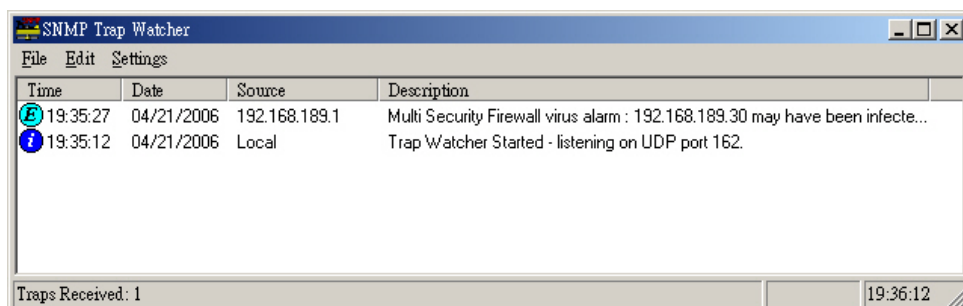 SNMP Trap Watcher
File Edit Settings
Time Date Source Description
E 19:35:27 04/21/2006 192.168.189.1 Multi Security Firewall virus alarm : 192.168.189.30 may have been infecte...
i 19:35:12 04/21/2006 Local Trap Watcher Started - listening on UDP port 162.
Traps Received: 1 19:36:12